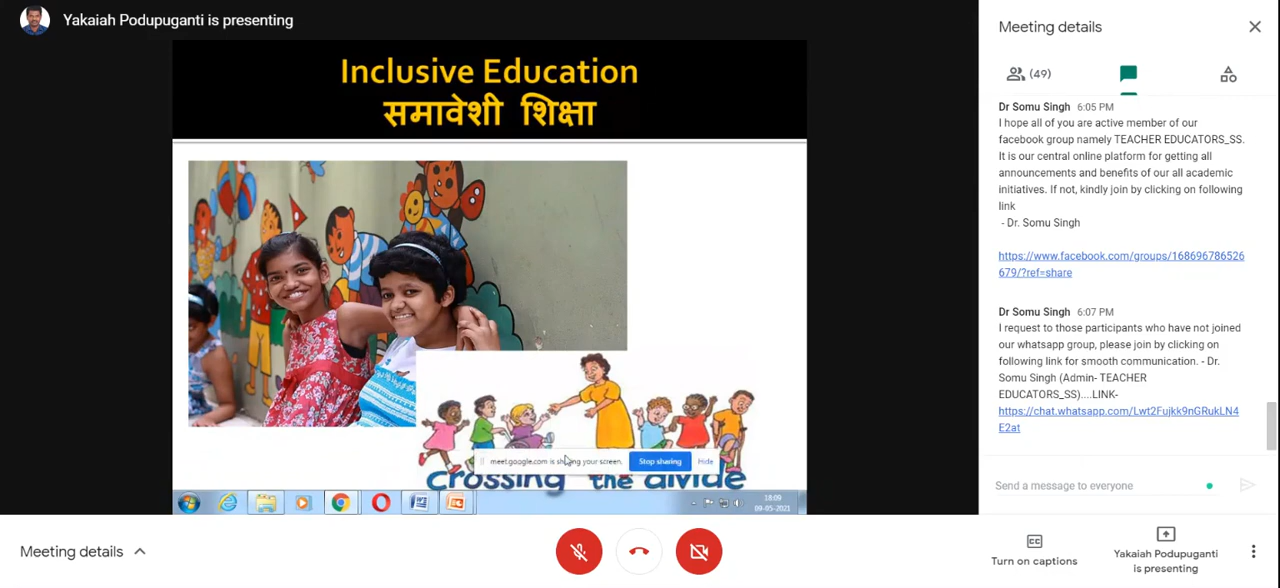 Yakaiah Podupuganti is presenting
Inclusive Education
समावेशी शिक्षा
meet.google.com is sharing your screen.
Stop sharing
Hide
crossing the divide
18:09
09-05-2021
Meeting details
(49)
Dr Somu Singh 6:05 PM
I hope all of you are active member of our
facebook group namely TEACHER EDUCATORS_SS.
It is our central online platform for getting all
announcements and benefits of our all academic
initiatives. If not, kindly join by clicking on following
link
- Dr. Somu Singh
https://www.facebook.com/groups/168696786526
679/?ref=share
Dr Somu Singh 6:07 PM
I request to those participants who have not joined
our whatsapp group, please join by clicking on
following link for smooth communication. - Dr.
Somu Singh (Admin- TEACHER
EDUCATORS_SS)....LINK-
https://chat.whatsapp.com/Lwt2Fujkk9nGRukLN4
E2at
Send a message to everyone
Meeting details
CC
Turn on captions
Yakaiah Podupuganti
is presenting